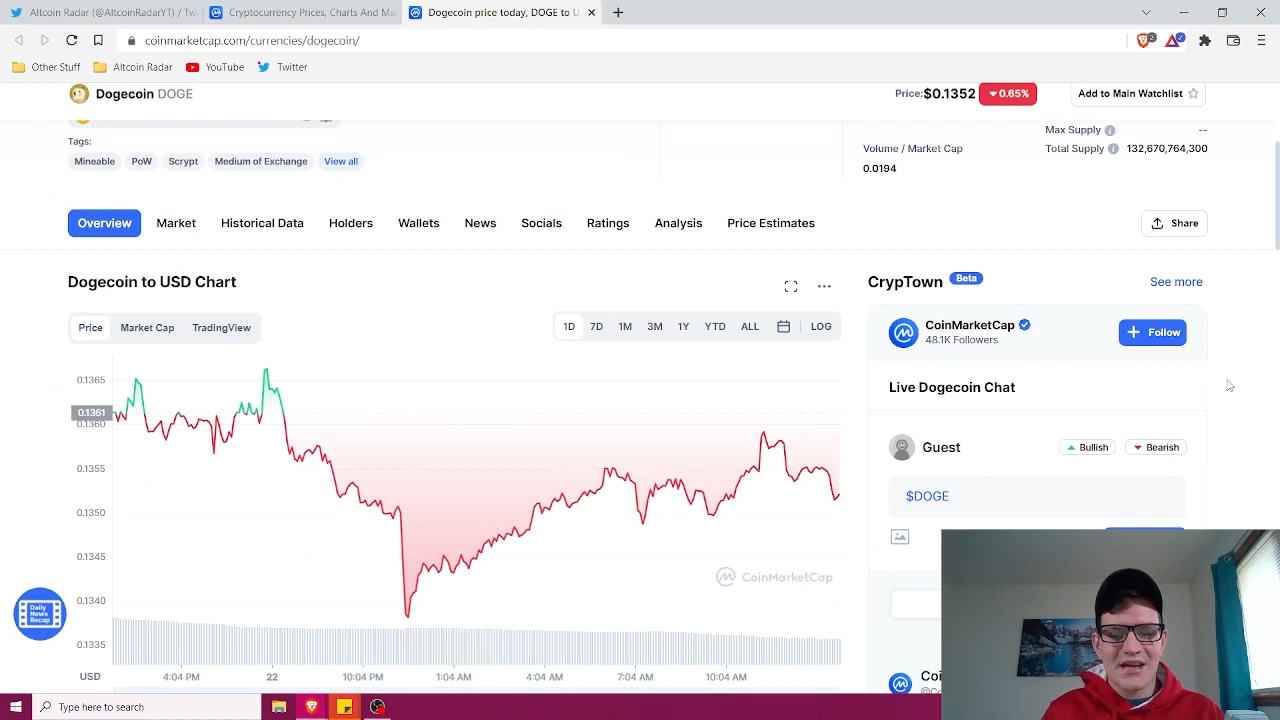 Altcoin Radar (@AltcoinRadarYT) / Tw
Cryptocurrency Prices, Charts And Ma
Dogecoin price today, DOGE to U
coinmarketcap.com/currencies/dogecoin/
2
Other Stuff
Altcoin Radar
YouTube
Twitter
Dogecoin DOGE
Price:$0.1352
0.65%
Add to Main Watchlist
Tags:
Mineable
PoW
Scrypt
Medium of Exchange
View all
Volume / Market Cap
0.0194
Max Supply
--
Total Supply
132,670,764,300
Overview
Market
Historical Data
Holders
Wallets
News
Socials
Ratings
Analysis
Price Estimates
Share
Dogecoin to USD Chart
Price
Market Cap
TradingView
1D
7D
1M
3M
1Y
YTD
ALL
LOG
0.1365
0.1361
0.1360
0.1355
0.1350
0.1345
0.1340
0.1335
CoinMarketCap
USD
4:04 PM
22
10:04 PM
1:04 AM
4:04 AM
7:04 AM
10:04 AM
Daily
News
Recap
CrypTown
Beta
See more
CoinMarketCap
48.1K Followers
Follow
Live Dogecoin Chat
Guest
Bullish
Bearish
$DOGE
Coi
@Co
Type here to search